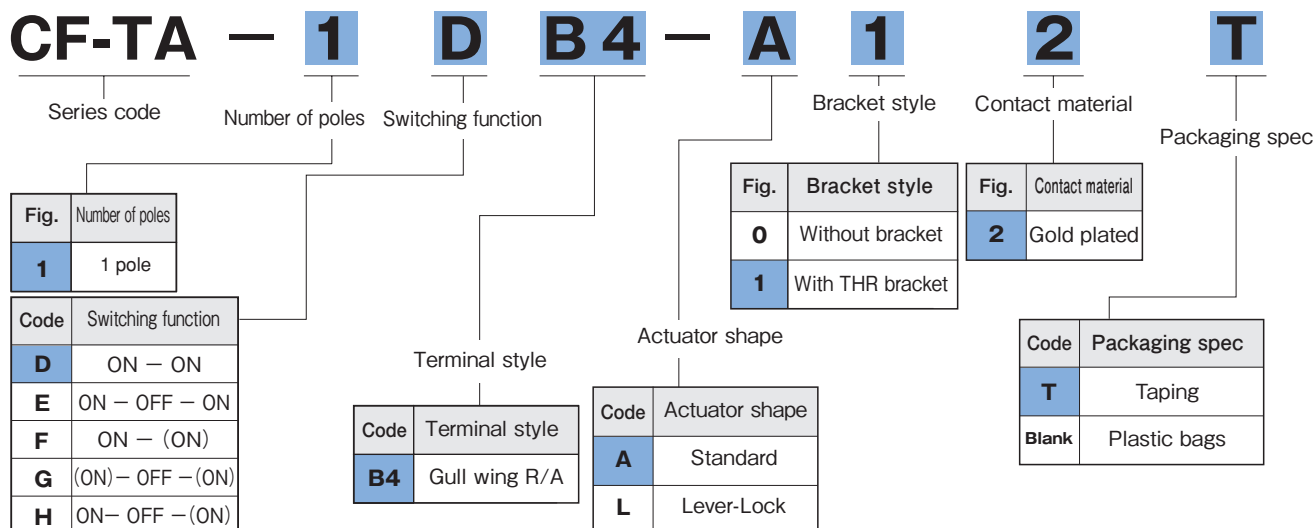 CF-TA － 1 D B4 － A 1 2 T
Series code
Number of poles
Switching function
Bracket style
Contact material
Packaging spec
Fig. Number of poles
1 1 pole
Code Switching function
D ON － ON
E ON － OFF － ON
F ON － (ON)
G (ON)－ OFF －(ON)
H ON－ OFF －(ON)
Terminal style
Code Terminal style
B4 Gull wing R/A
Actuator shape
Code Actuator shape
A Standard
L Lever-Lock
Fig. Bracket style
0 Without bracket
1 With THR bracket
Fig. Contact material
2 Gold plated
Code Packaging spec
T Taping
Blank Plastic bags